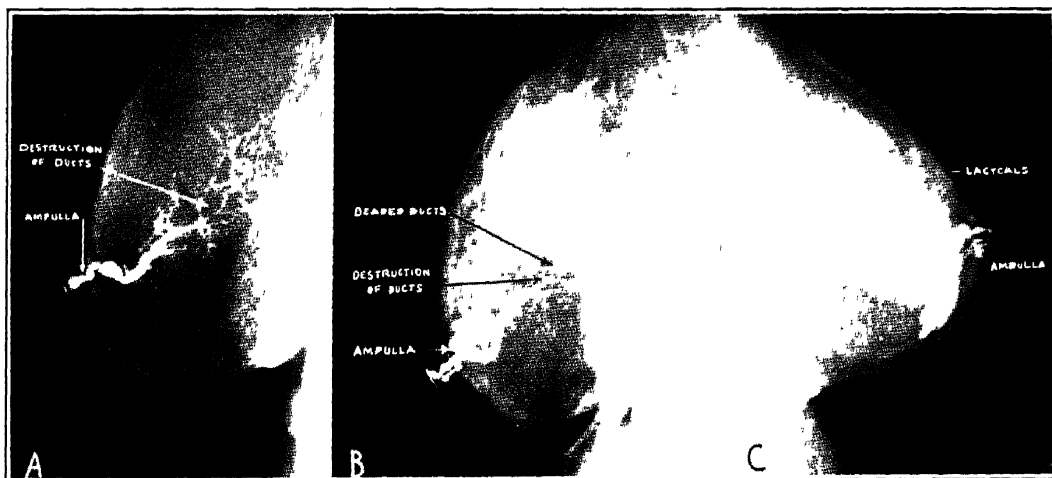 DESTRUCTION
OF DUCTS
AMPULLA
A
BEADED DUCTS
DESTRUCTION
OF DUCTS
AMPULLA
B
LACTEALS
AMPULLA
C